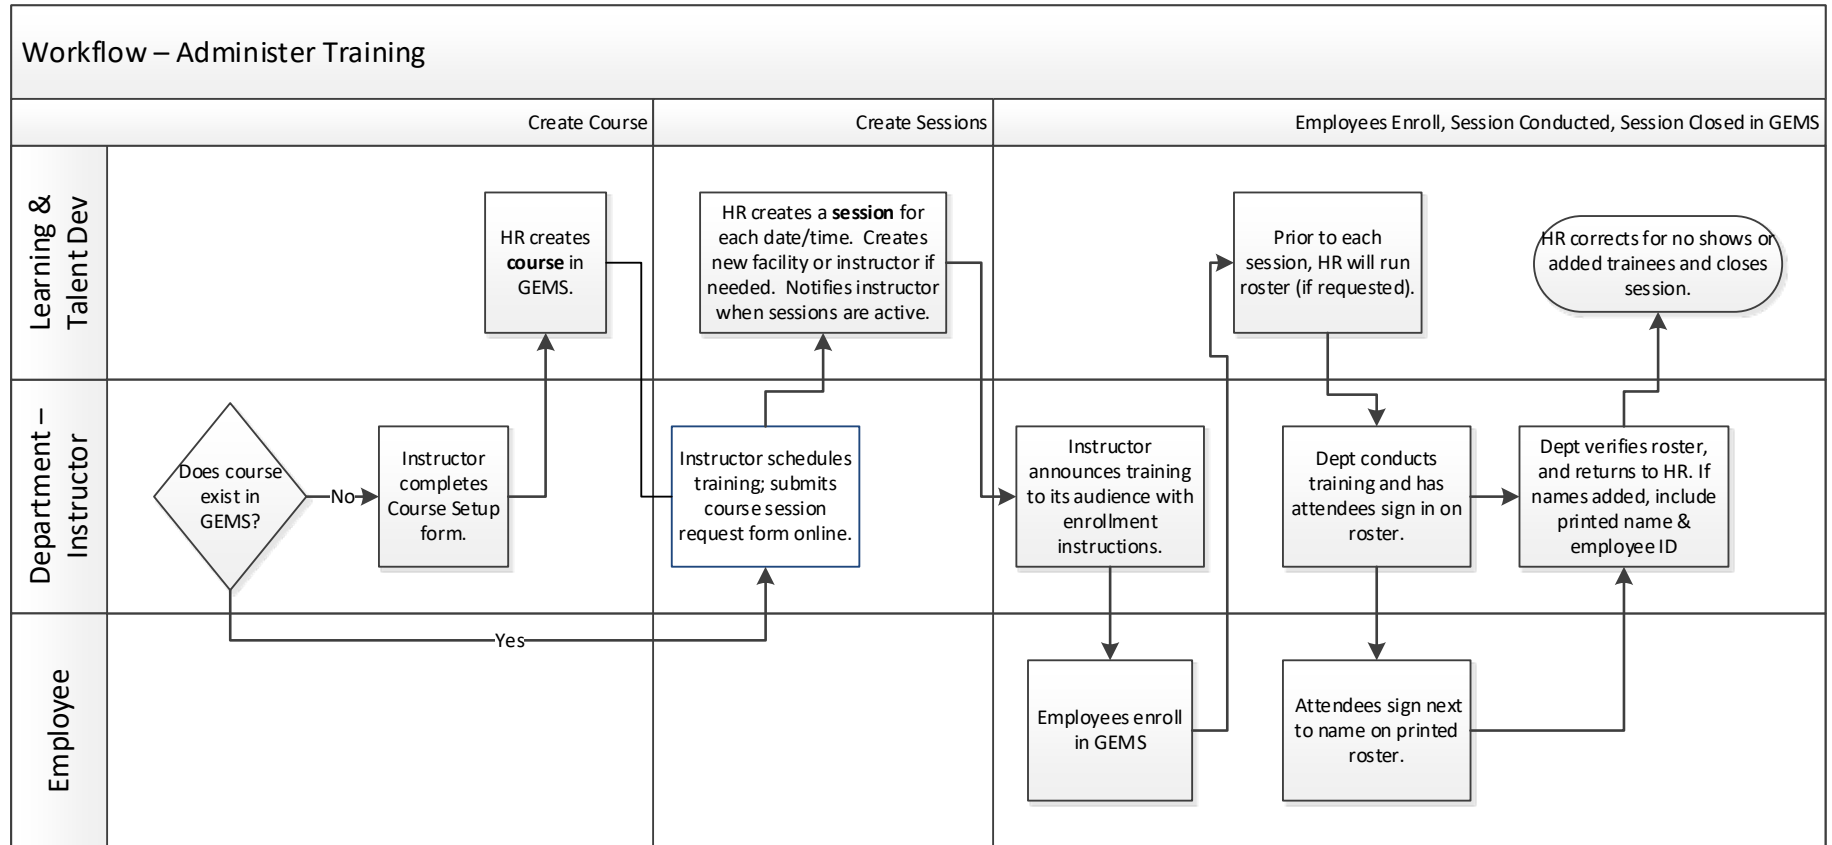 Workflow – Administer Training
Create Course
Create Sessions
Employees Enroll, Session Conducted, Session Closed in GEMS
Learning &
Talent Dev
HR creates
course in
GEMS.
HR creates a session for
each date/time. Creates
new facility or instructor if
needed. Notifies instructor
when sessions are active.
Prior to each
session, HR will run
roster (if requested).
HR corrects for no shows or
added trainees and closes
session.
Department –
Instructor
Does course
exist in
GEMS?
No
Instructor
completes
Course Setup
form.
Instructor schedules
training; submits
course session
request form online.
Instructor
announces training
to its audience with
enrollment
instructions.
Dept conducts
training and has
attendees sign in on
roster.
Dept verifies roster,
and returns to HR. If
names added, include
printed name &
employee ID
Yes
Employee
Employees enroll
in GEMS
Attendees sign next
to name on printed
roster.